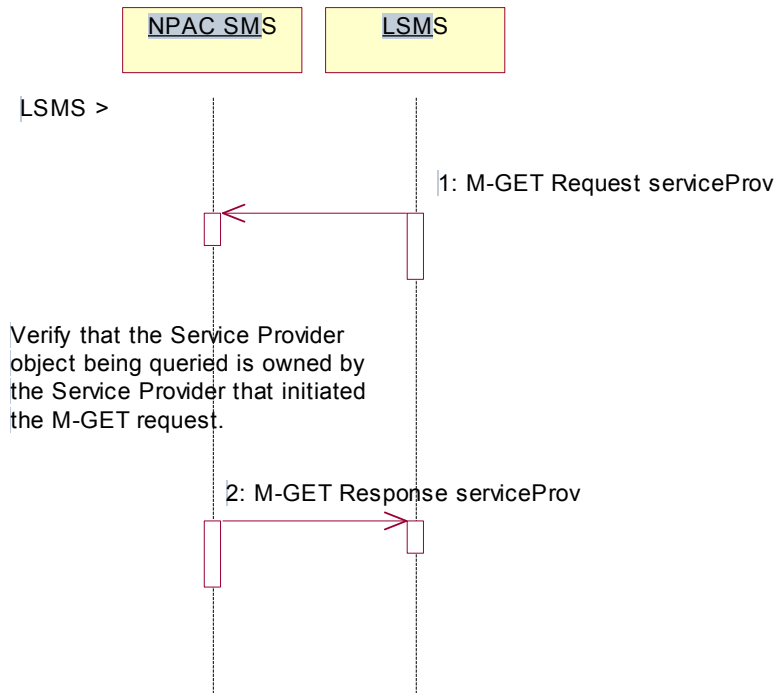 NPAC SMS
LSMS
LSMS >
1: M-GET Request serviceProv
Verify that the Service Provider
object being queried is owned by
the Service Provider that initiated
the M-GET request.
2: M-GET Response serviceProv